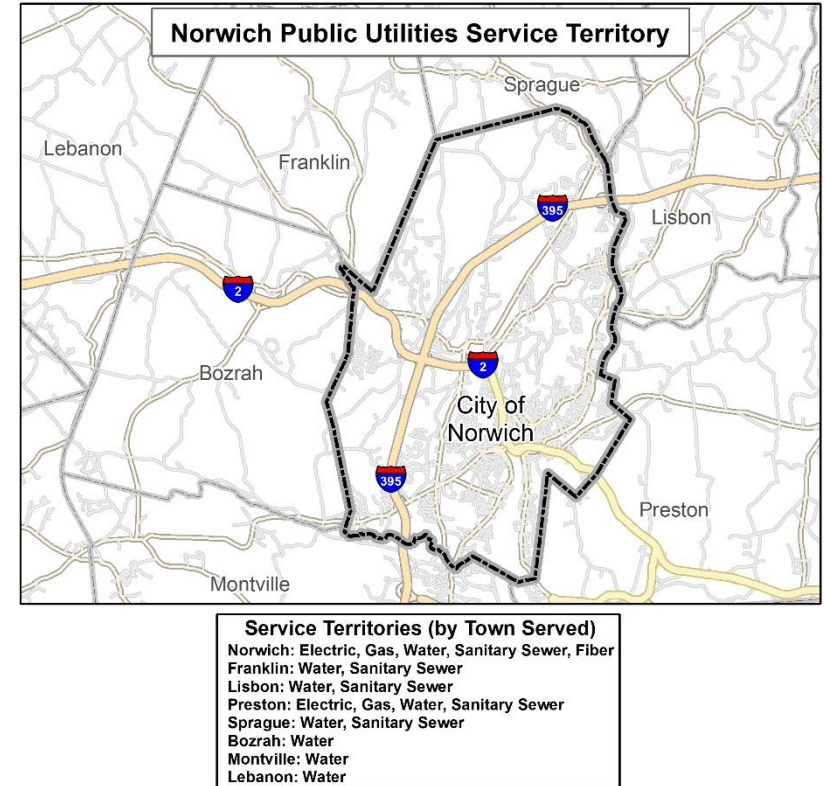 Norwich Public Utilities Service Territory
Sprague
Lebanon
Franklin
395
Lisbon
2
2
Bozrah
City of
Norwich
395
Preston
Montville
Service Territories (by Town Served)
Norwich: Electric, Gas, Water, Sanitary Sewer, Fiber
Franklin: Water, Sanitary Sewer
Lisbon: Water, Sanitary Sewer
Preston: Electric, Gas, Water, Sanitary Sewer
Sprague: Water, Sanitary Sewer
Bozrah: Water
Montville: Water
Lebanon: Water